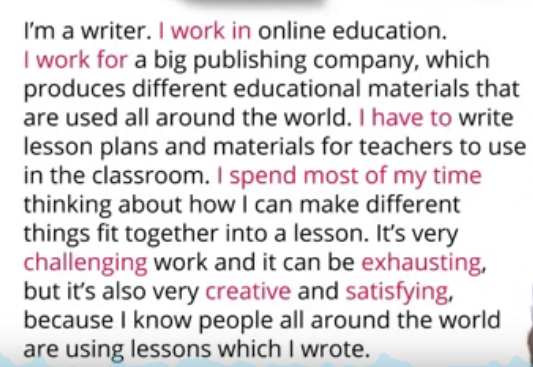 I'm a writer. I work in online education.
I work for a big publishing company, which
produces different educational materials that
are used all around the world. I have to write
lesson plans and materials for teachers to use
in the classroom. I spend most of my time
thinking about how I can make different
things fit together into a lesson. It's very
challenging work and it can be exhausting,
but it's also very creative and satisfying,
because I know people all around the world
are using lessons which I wrote.